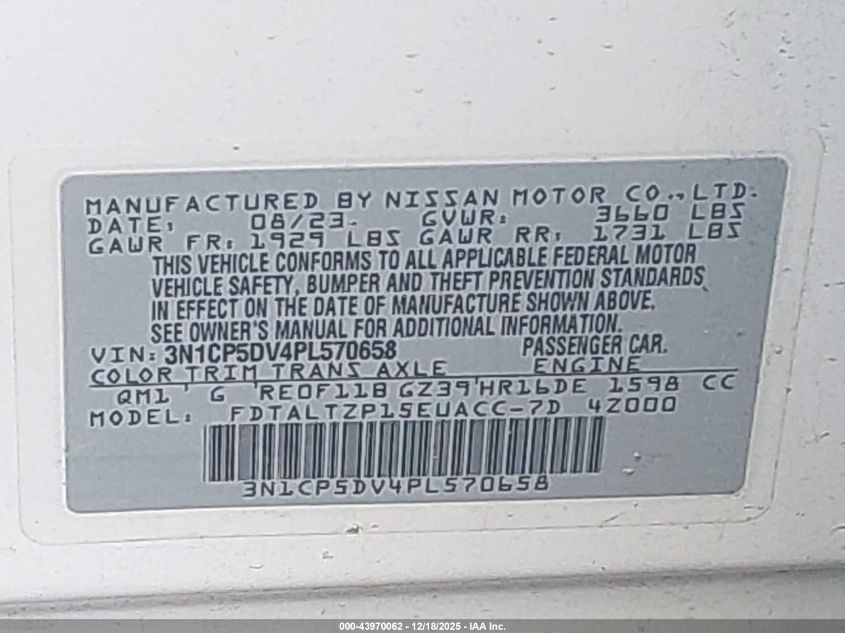 MANUFACTURED BY NISSAN MOTOR CO.,LTD.
DATE: 08/23. GVWR: 3660 LBS
GAWR FR: 1929 LBS GAWR RR: 1731 LBS
THIS VEHICLE CONFORMS TO ALL APPLICABLE FEDERAL MOTOR
VEHICLE SAFETY, BUMPER AND THEFT PREVENTION STANDARDS
IN EFFECT ON THE DATE OF MANUFACTURE SHOWN ABOVE.
SEE OWNER'S MANUAL FOR ADDITIONAL INFORMATION.
VIN: 3N1CP5DV4PL570658 PASSENGER CAR.
COLOR TRIM TRANS AXLE ENGINE
QM1 G RE0F11B GZ39 HR16DE 1598 CC
MODEL: FDTALTZP15EUACC-7D 4Z000
3N1CP5DV4PL570658
000-43970062 - 12/18/2025 - IAA Inc.